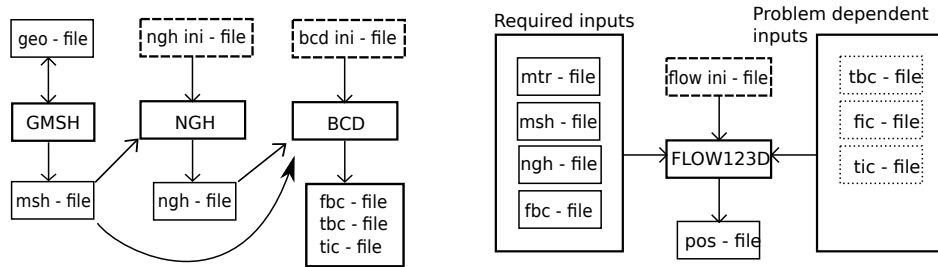 geo - file
ngh ini - file
bcd ini - file
GMSH
NGH
BCD
msh - file
ngh - file
fbc - file
tbc - file
tic - file
Required inputs
mtr - file
msh - file
ngh - file
fbc - file
flow ini - file
FLOW123D
pos - file
Problem dependent
inputs
tbc - file
fic - file
tic - file